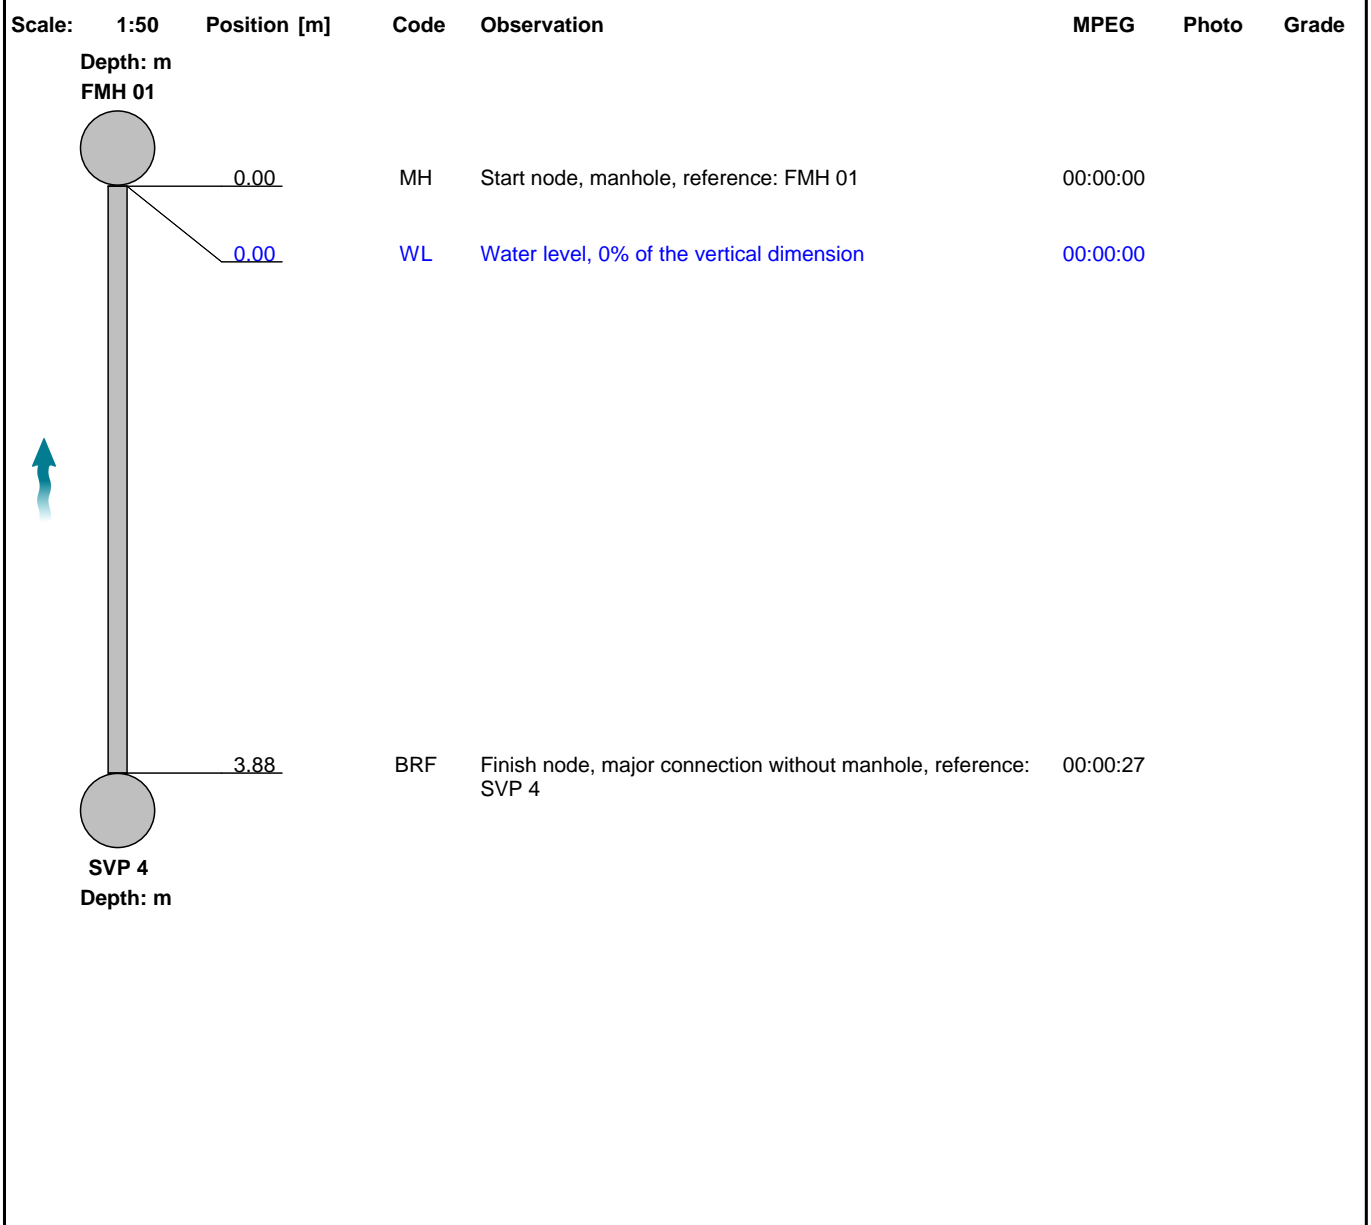 Scale: 1:50 Position [m] Code Observation MPEG Photo Grade
Depth: m
FMH 01
0.00 MH Start node, manhole, reference: FMH 01 00:00:00
0.00 WL Water level, 0% of the vertical dimension 00:00:00
3.88 BRF Finish node, major connection without manhole, reference: 00:00:27
SVP 4
SVP 4
Depth: m